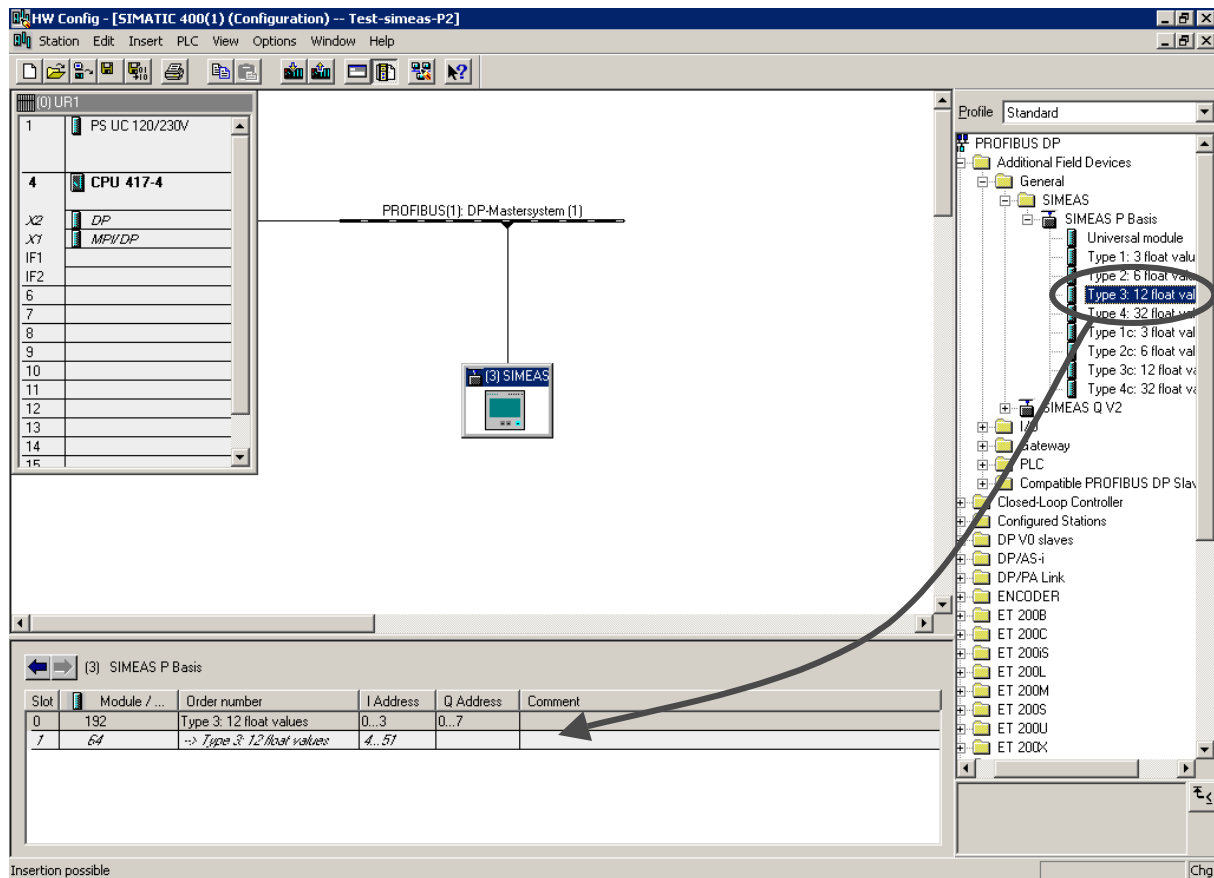 HW Config - [SIMATIC 400(1) (Configuration) -- Test-simeas-P2]
Station Edit Insert PLC View Options Window Help
(0) UR1
1 PS UC 120/230V
4 CPU 417-4
X2 DP
X1 MPI/DP
IF1
IF2
6
7
8
9
10
11
12
13
14
15
PROFIBUS(1): DP-Mastersystem (1)
(3) SIMEAS
Profile Standard
PROFIBUS DP
Additional Field Devices
General
SIMEAS
SIMEAS P Basis
Universal module
Type 1: 3 float valu
Type 2: 6 float valu
Type 3: 12 float val
Type 4: 32 float val
Type 1c: 3 float val
Type 2c: 6 float val
Type 3c: 12 float va
Type 4c: 32 float va
SIMEAS Q V2
I/O
Gateway
PLC
Compatible PROFIBUS DP Slav
Closed-Loop Controller
Configured Stations
DP V0 slaves
DP/AS-i
DP/PA Link
ENCODER
ET 200B
ET 200C
ET 200iS
ET 200L
ET 200M
ET 200S
ET 200U
ET 200X
(3) SIMEAS P Basis
Slot Module / ... Order number I Address Q Address Comment
0 192 Type 3: 12 float values 0...3 0...7
1 64 --> Type 3: 12 float values 4...51
Insertion possible
Chg